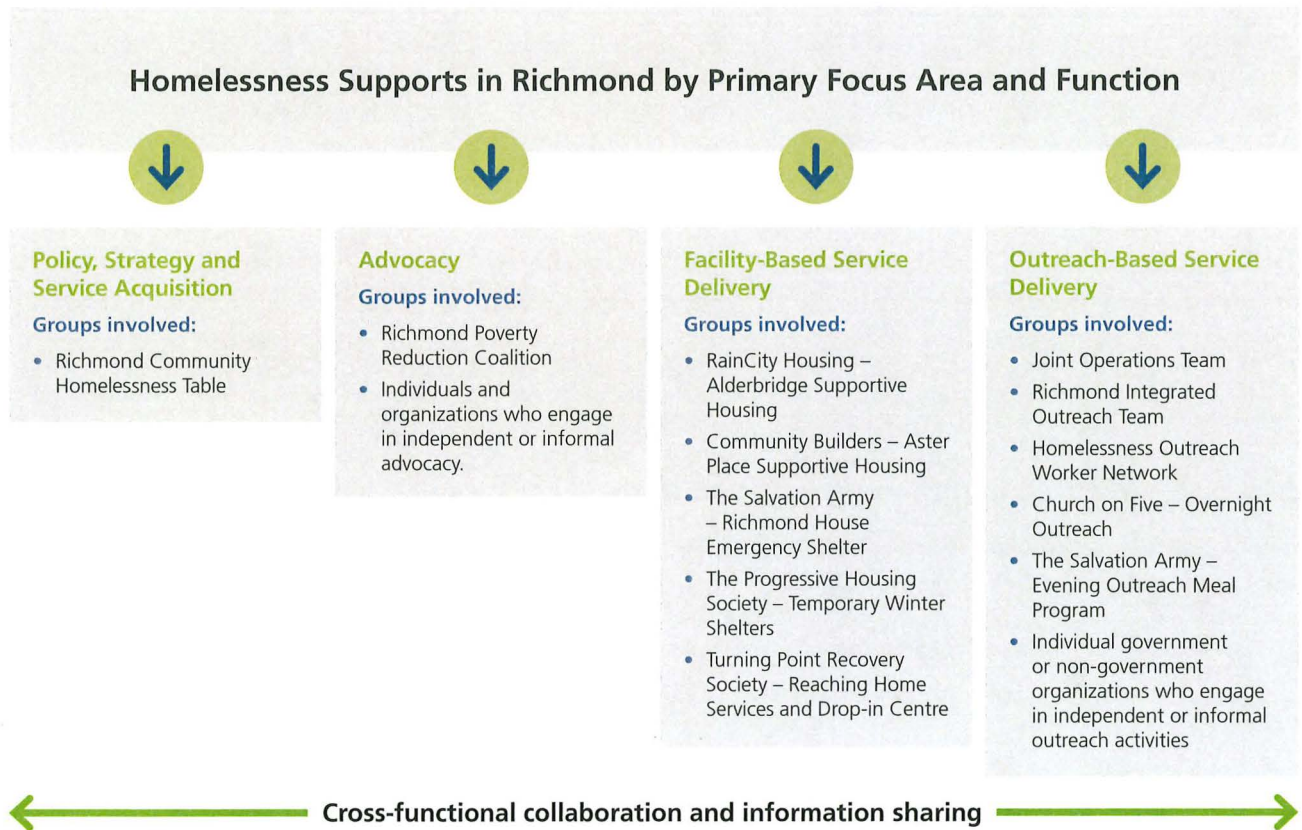 Homelessness Supports in Richmond by Primary Focus Area and Function
Policy, Strategy and
Service Acquisition
Groups involved:
• Richmond Community
Homelessness Table
Advocacy
Groups involved:
• Richmond Poverty
Reduction Coalition
• Individuals and
organizations who engage
in independent or informal
advocacy.
Facility-Based Service
Delivery
Groups involved:
• RainCity Housing –
Alderbridge Supportive
Housing
• Community Builders – Aster
Place Supportive Housing
• The Salvation Army
– Richmond House
Emergency Shelter
• The Progressive Housing
Society – Temporary Winter
Shelters
• Turning Point Recovery
Society – Reaching Home
Services and Drop-in Centre
Outreach-Based Service
Delivery
Groups involved:
• Joint Operations Team
• Richmond Integrated
Outreach Team
• Homelessness Outreach
Worker Network
• Church on Five – Overnight
Outreach
• The Salvation Army –
Evening Outreach Meal
Program
• Individual government
or non-government
organizations who engage
in independent or informal
outreach activities
Cross-functional collaboration and information sharing